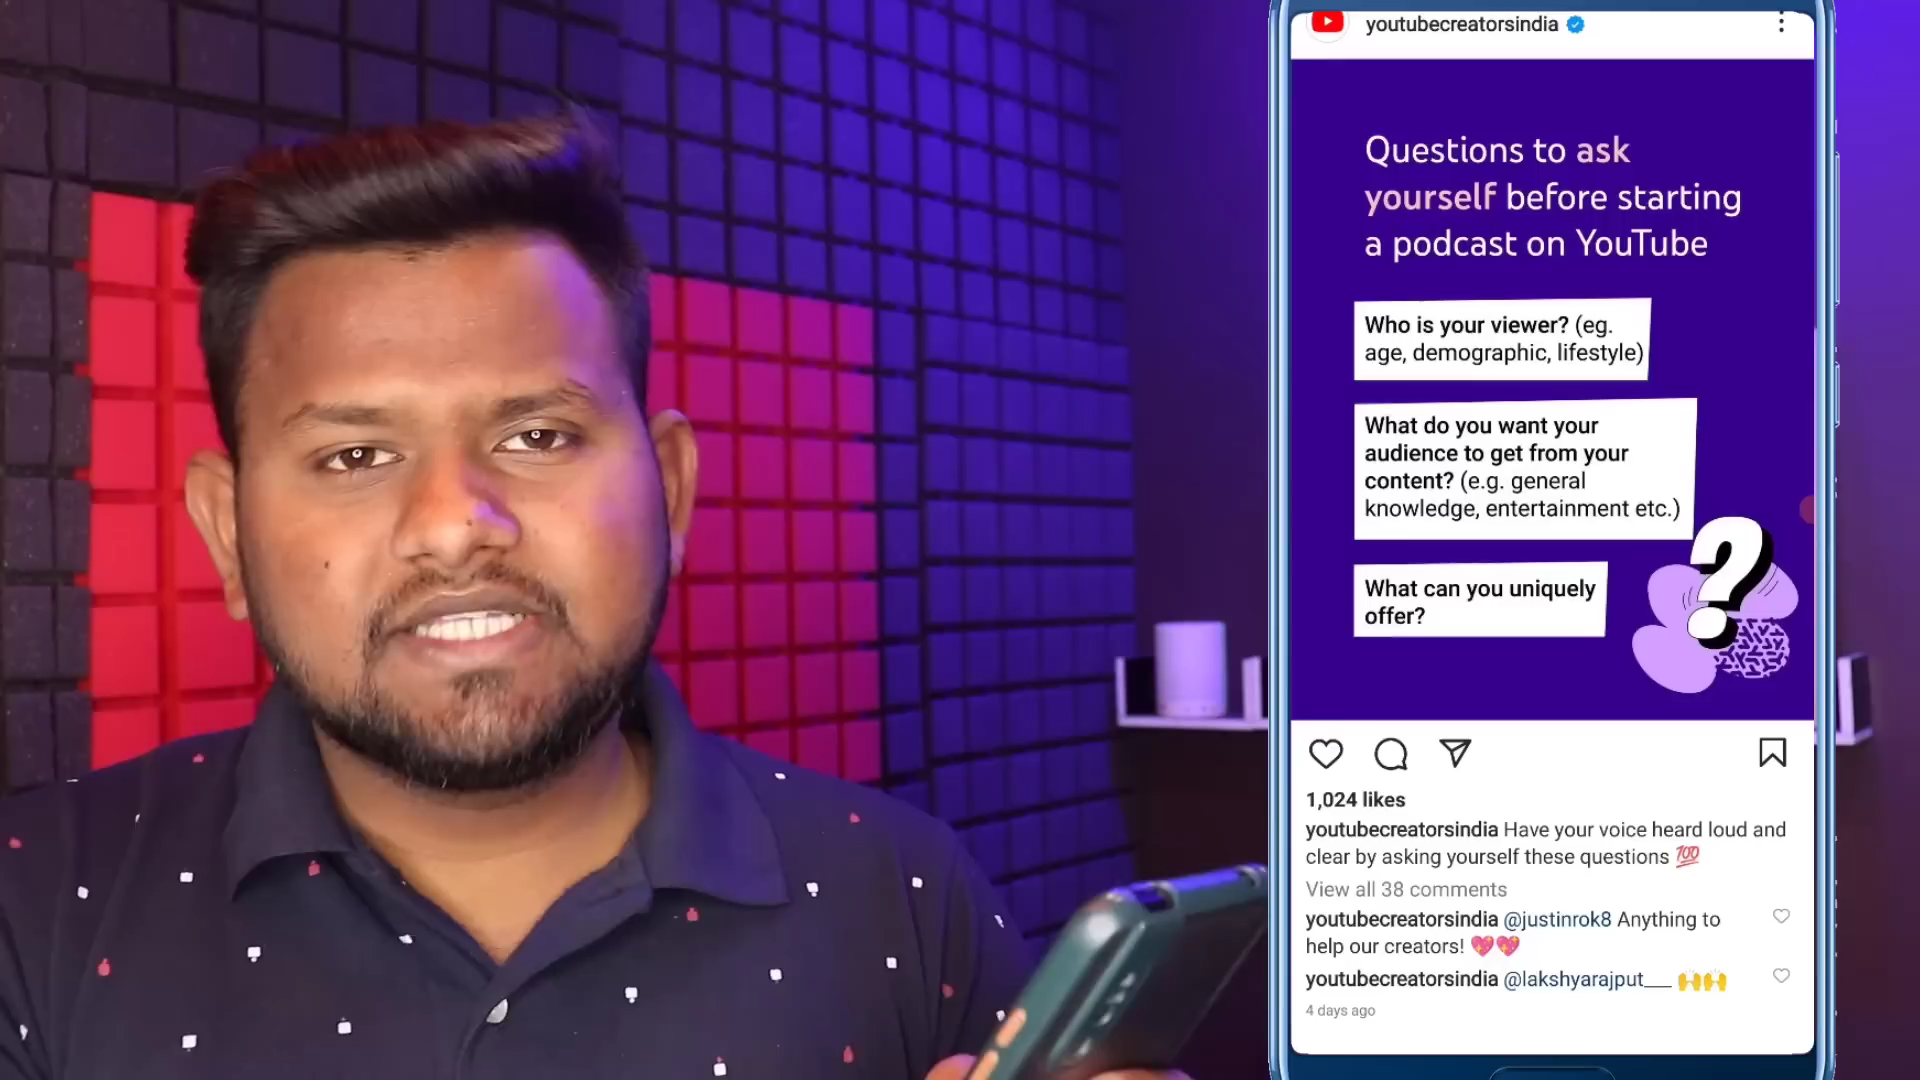 youtubecreatorsindia
Questions to ask
yourself before starting
a podcast on YouTube
Who is your viewer? (eg.
age, demographic, lifestyle)
What do you want your
audience to get from your
content? (e.g. general
knowledge, entertainment etc.)
What can you uniquely
offer?
?
1,024 likes
youtubecreatorsindia Have your voice heard loud and
clear by asking yourself these questions 💯
View all 38 comments
youtubecreatorsindia @justinrok8 Anything to
help our creators! 💖💖
youtubecreatorsindia @lakshyarajput___ 🙌🙌
4 days ago